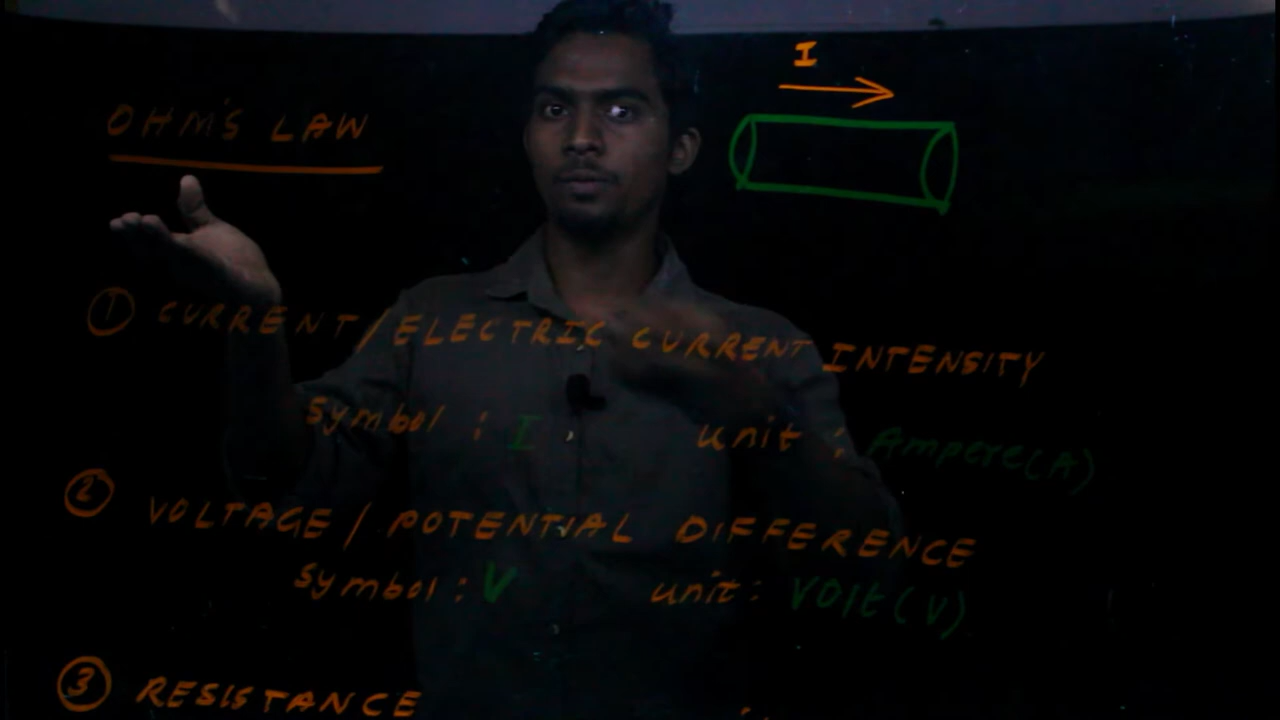 I
OHM'S LAW
1 CURRENT/ELECTRIC CURRENT INTENSITY
symbol : I unit : Ampere(A)
2 VOLTAGE / POTENTIAL DIFFERENCE
symbol : V unit : Volt(V)
3 RESISTANCE